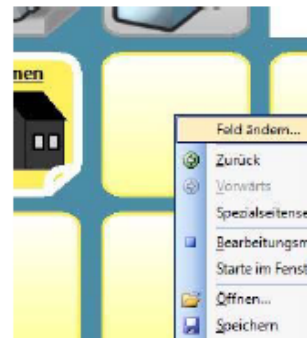 nen
Feld ändern...
Zurück
Vorwärts
Spezialseitense
Bearbeitungsm
Starte im Fenst
Öffnen...
Speichern